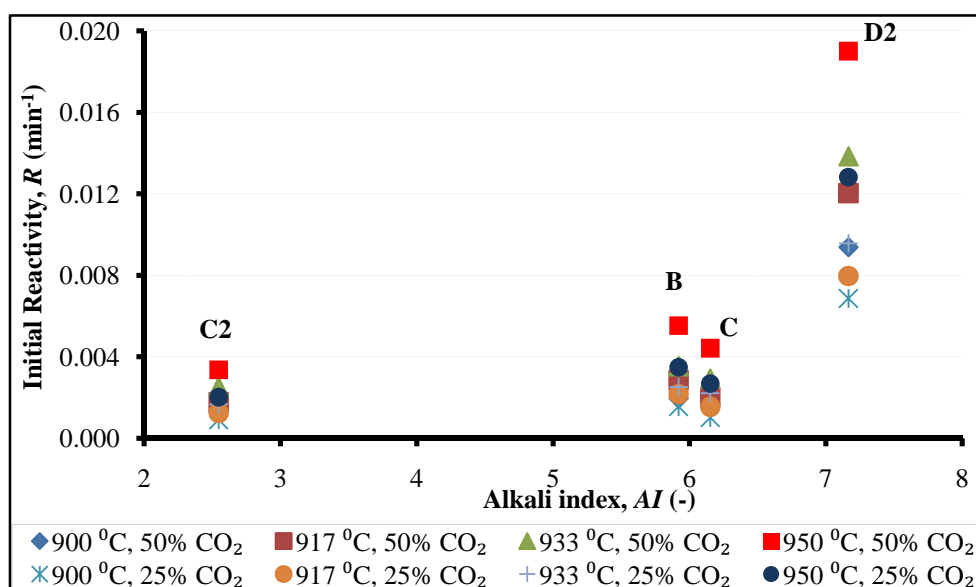 0.020
D2
0.016
0.012
0.008
B
C2
C
0.004
0.000
Initial Reactivity, R (min⁻¹)
2 3 4 5 6 7 8
Alkali index, AI (-)
900 ⁰C, 50% CO₂ 917 ⁰C, 50% CO₂ 933 ⁰C, 50% CO₂ 950 ⁰C, 50% CO₂
900 ⁰C, 25% CO₂ 917 ⁰C, 25% CO₂ 933 ⁰C, 25% CO₂ 950 ⁰C, 25% CO₂